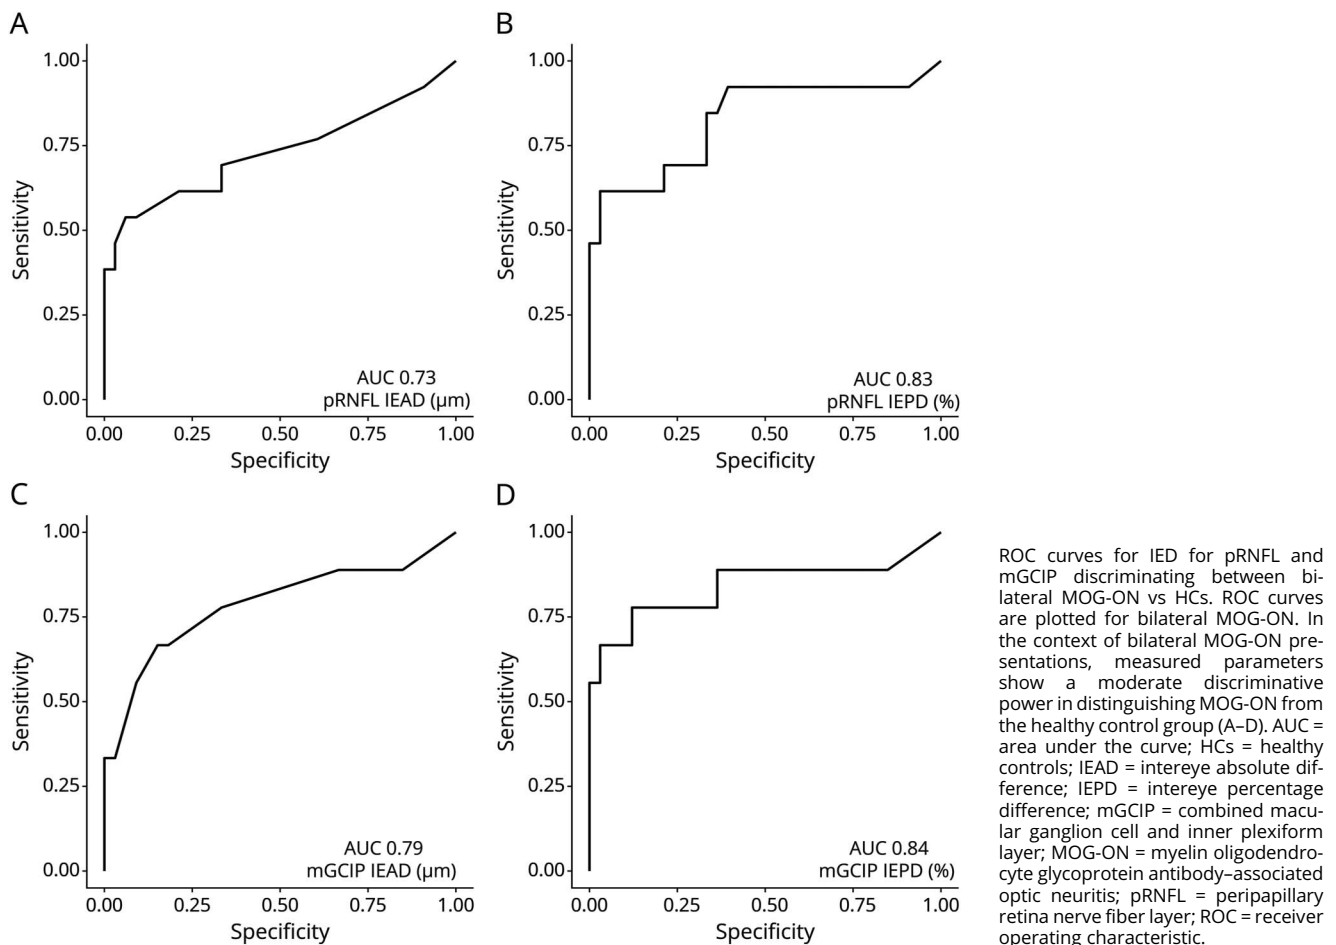 A
1.00
0.75
0.50
0.25
0.00
Sensitivity
AUC 0.73
pRNFL IEAD (μm)
0.00 0.25 0.50 0.75 1.00
Specificity
B
1.00
0.75
0.50
0.25
0.00
Sensitivity
AUC 0.83
pRNFL IEPD (%)
0.00 0.25 0.50 0.75 1.00
Specificity
C
1.00
0.75
0.50
0.25
0.00
Sensitivity
AUC 0.79
mGCIP IEAD (μm)
0.00 0.25 0.50 0.75 1.00
Specificity
D
1.00
0.75
0.50
0.25
0.00
Sensitivity
AUC 0.84
mGCIP IEPD (%)
0.00 0.25 0.50 0.75 1.00
Specificity
ROC curves for IED for pRNFL and
mGCIP discriminating between bi-
lateral MOG-ON vs HCs. ROC curves
are plotted for bilateral MOG-ON. In
the context of bilateral MOG-ON pre-
sentations, measured parameters
show a moderate discriminative
power in distinguishing MOG-ON from
the healthy control group (A–D). AUC =
area under the curve; HCs = healthy
controls; IEAD = intereye absolute dif-
ference; IEPD = intereye percentage
difference; mGCIP = combined macu-
lar ganglion cell and inner plexiform
layer; MOG-ON = myelin oligodendro-
cyte glycoprotein antibody–associated
optic neuritis; pRNFL = peripapillary
retina nerve fiber layer; ROC = receiver
operating characteristic.